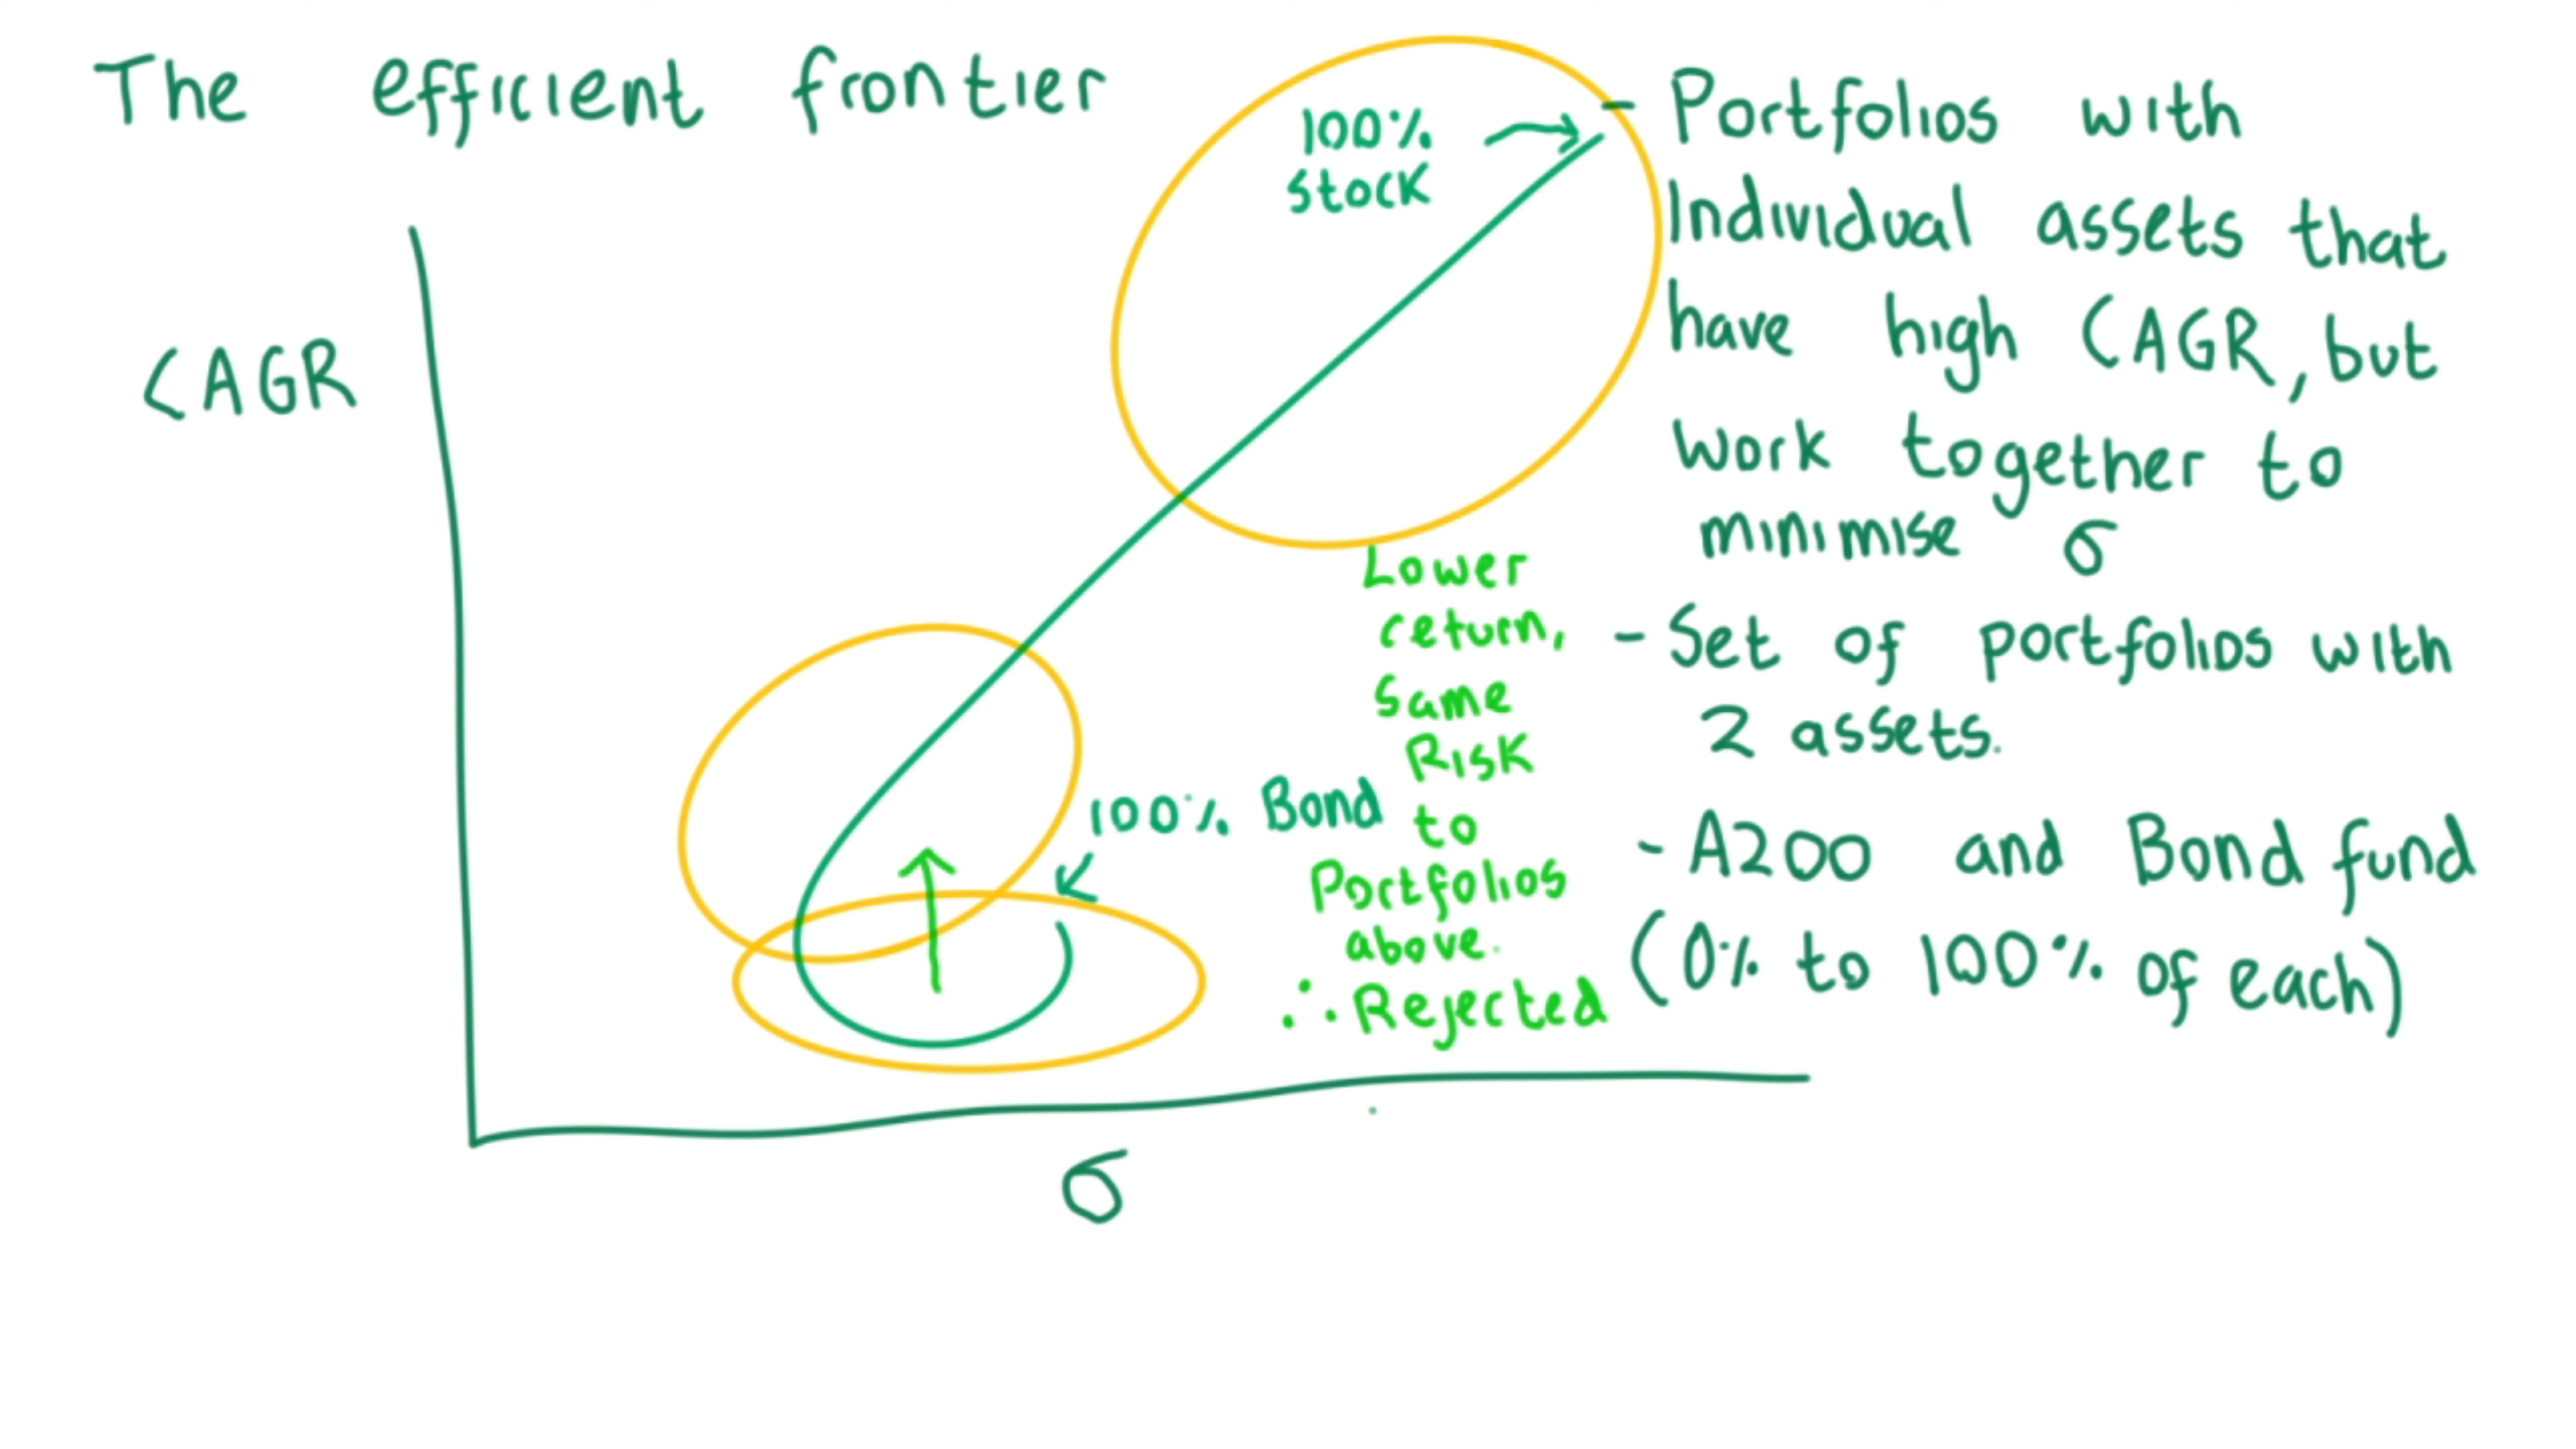 The efficient frontier
CAGR
σ
100%
stock
100% Bond
Lower
return,
same
Risk
to
Portfolios
above.
∴ Rejected
- Portfolios with
Individual assets that
have high CAGR, but
work together to
minimise σ
- Set of portfolios with
2 assets.
- A200 and Bond fund
(0% to 100% of each)